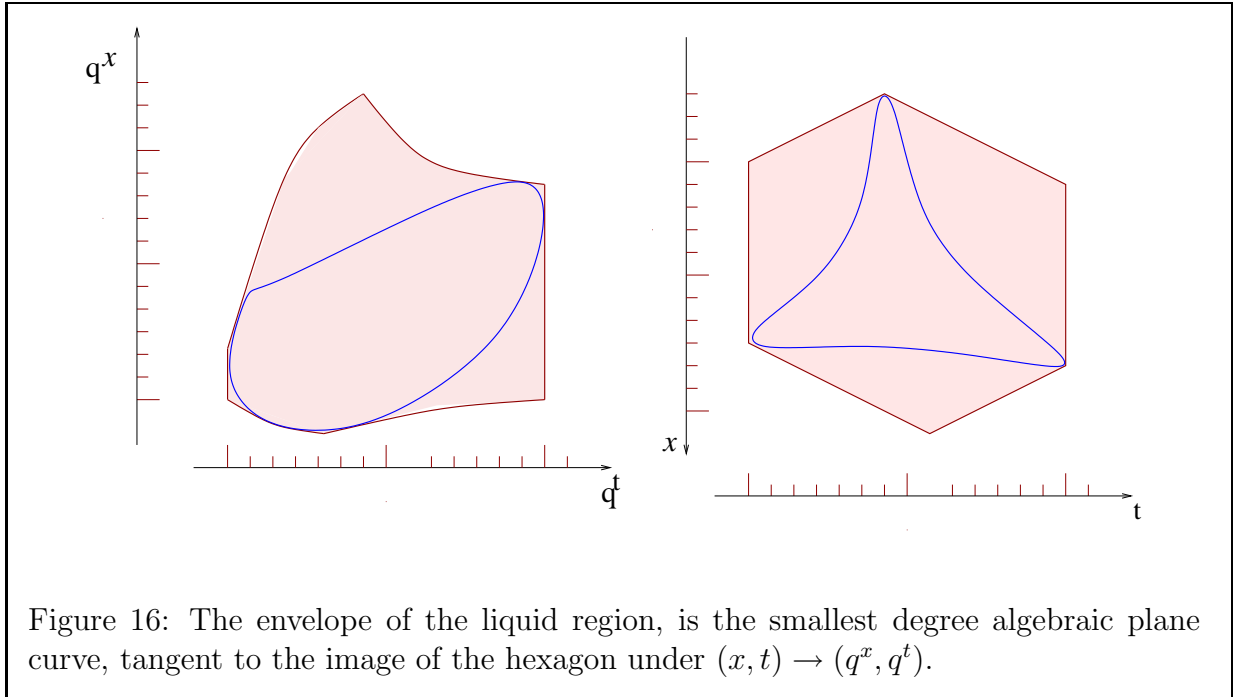 q^x
q^t
x
t
Figure 16: The envelope of the liquid region, is the smallest degree algebraic plane
curve, tangent to the image of the hexagon under (x, t) → (q^x, q^t).